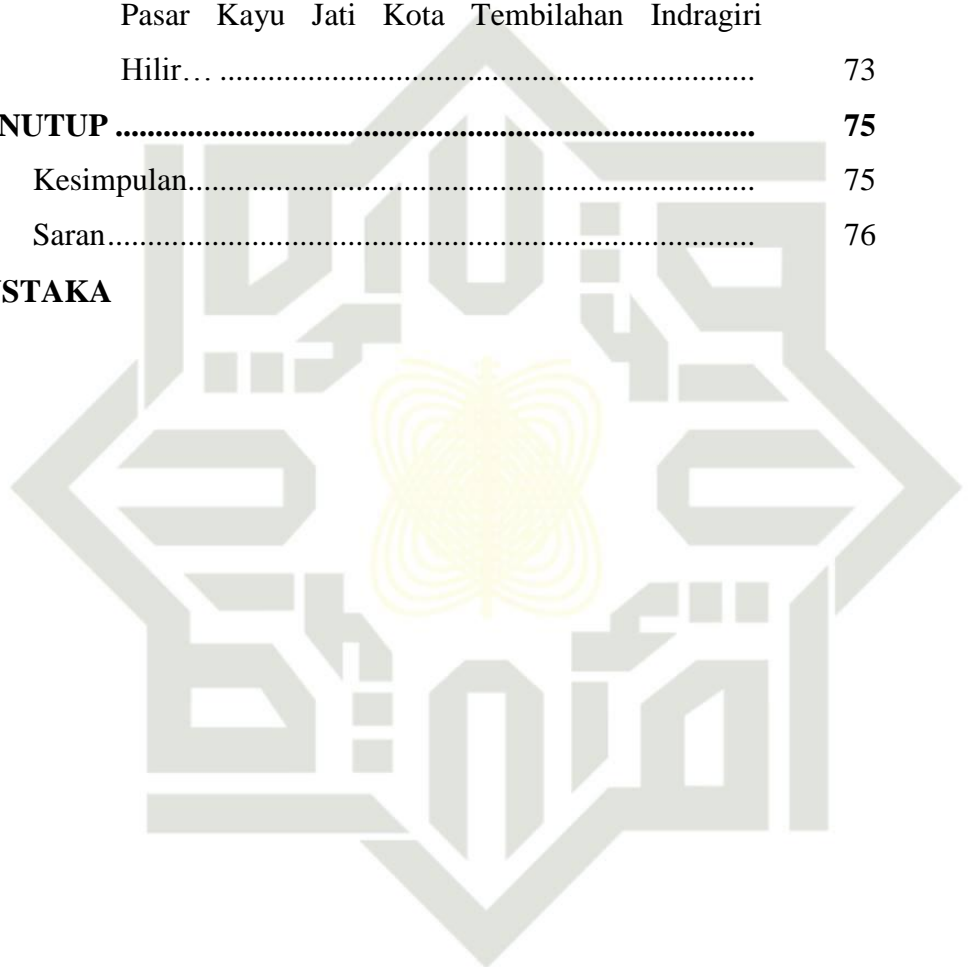 Pasar Kayu Jati Kota Tembilahan Indragiri
Hilir… ................................................................... 73
NUTUP ................................................................................ 75
Kesimpulan....................................................................... 75
Saran................................................................................. 76
STAKA